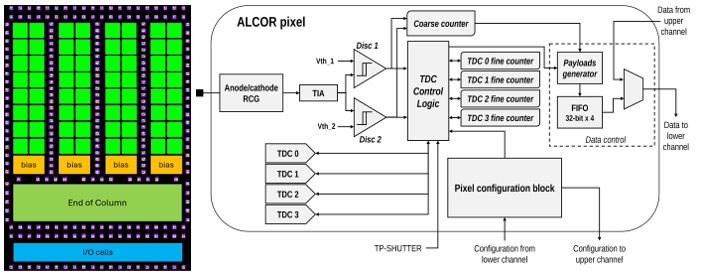 bias
bias
bias
bias
End of Column
I/O cells
ALCOR pixel
Anode/cathode
RCG
TIA
Vth_1
Vth_2
Disc 1
Disc 2
Coarse counter
TDC
Control
Logic
TDC 0 fine counter
TDC 1 fine counter
TDC 2 fine counter
TDC 3 fine counter
Payloads
generator
FIFO
32-bit x 4
Data control
Data from
upper
channel
Data to
lower
channel
TDC 0
TDC 1
TDC 2
TDC 3
Pixel configuration block
TP-SHUTTER
Configuration from
lower channel
Configuration to
upper channel